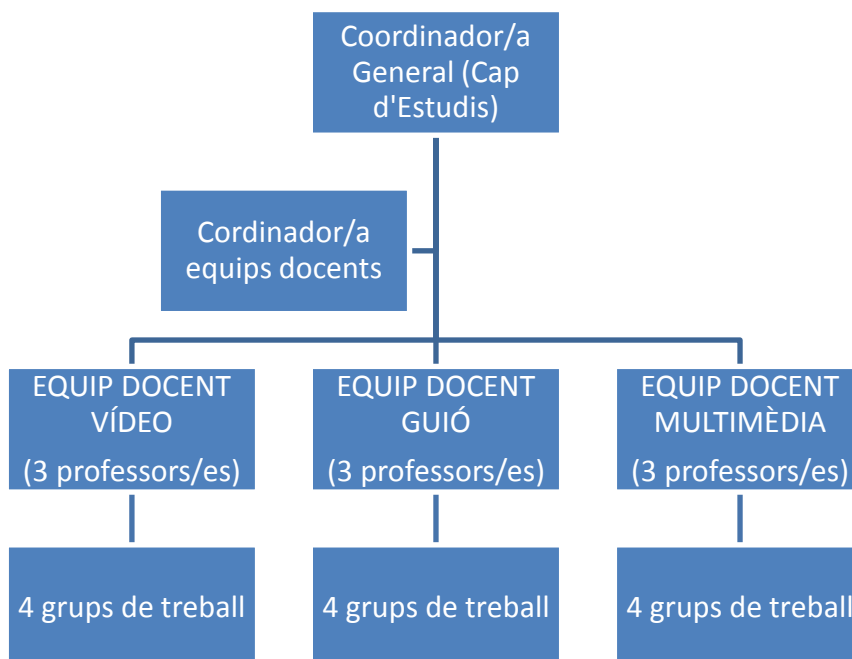 Coordinador/a
General (Cap
d'Estudis)
Cordinador/a
equips docents
EQUIP DOCENT
VÍDEO
(3 professors/es)
EQUIP DOCENT
GUIÓ
(3 professors/es)
EQUIP DOCENT
MULTIMÈDIA
(3 professors/es)
4 grups de treball
4 grups de treball
4 grups de treball